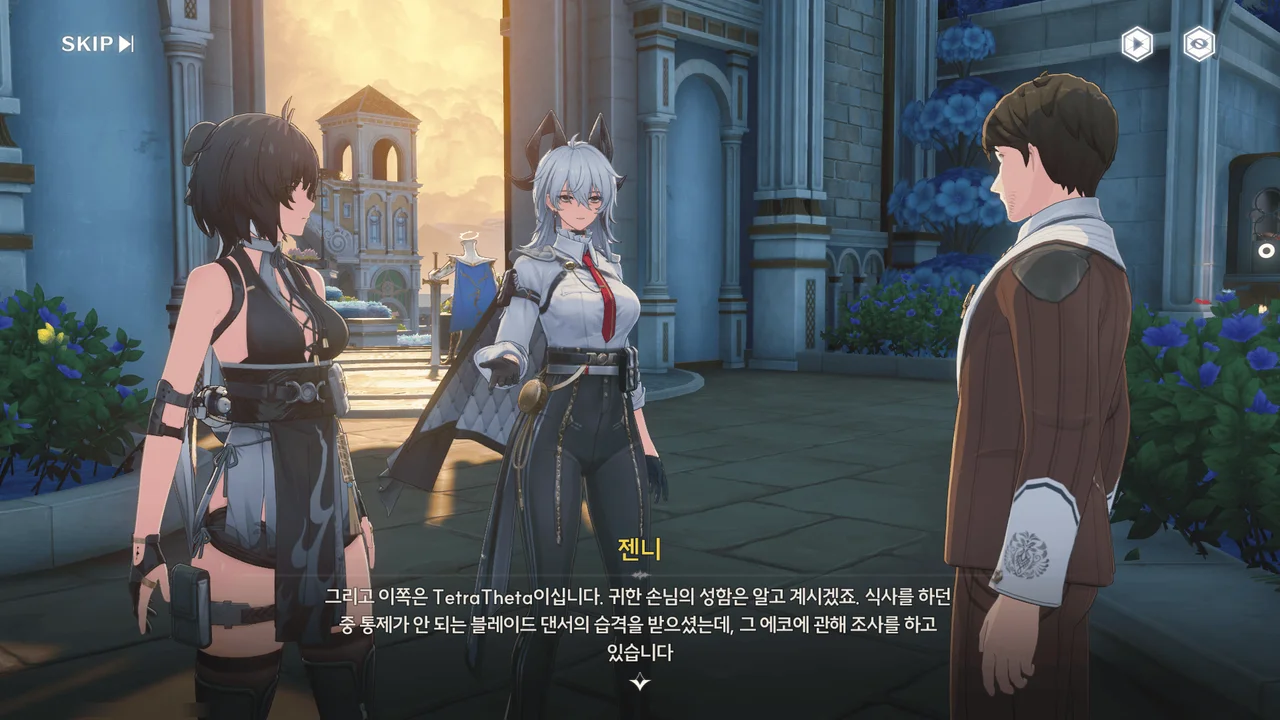 SKIP
젠니
그리고 이쪽은 TetraTheta이십니다. 귀한 손님의 성함은 알고 계시겠죠. 식사를 하던
중 통제가 안 되는 블레이드 댄서의 습격을 받으셨는데, 그 에코에 관해 조사를 하고
있습니다